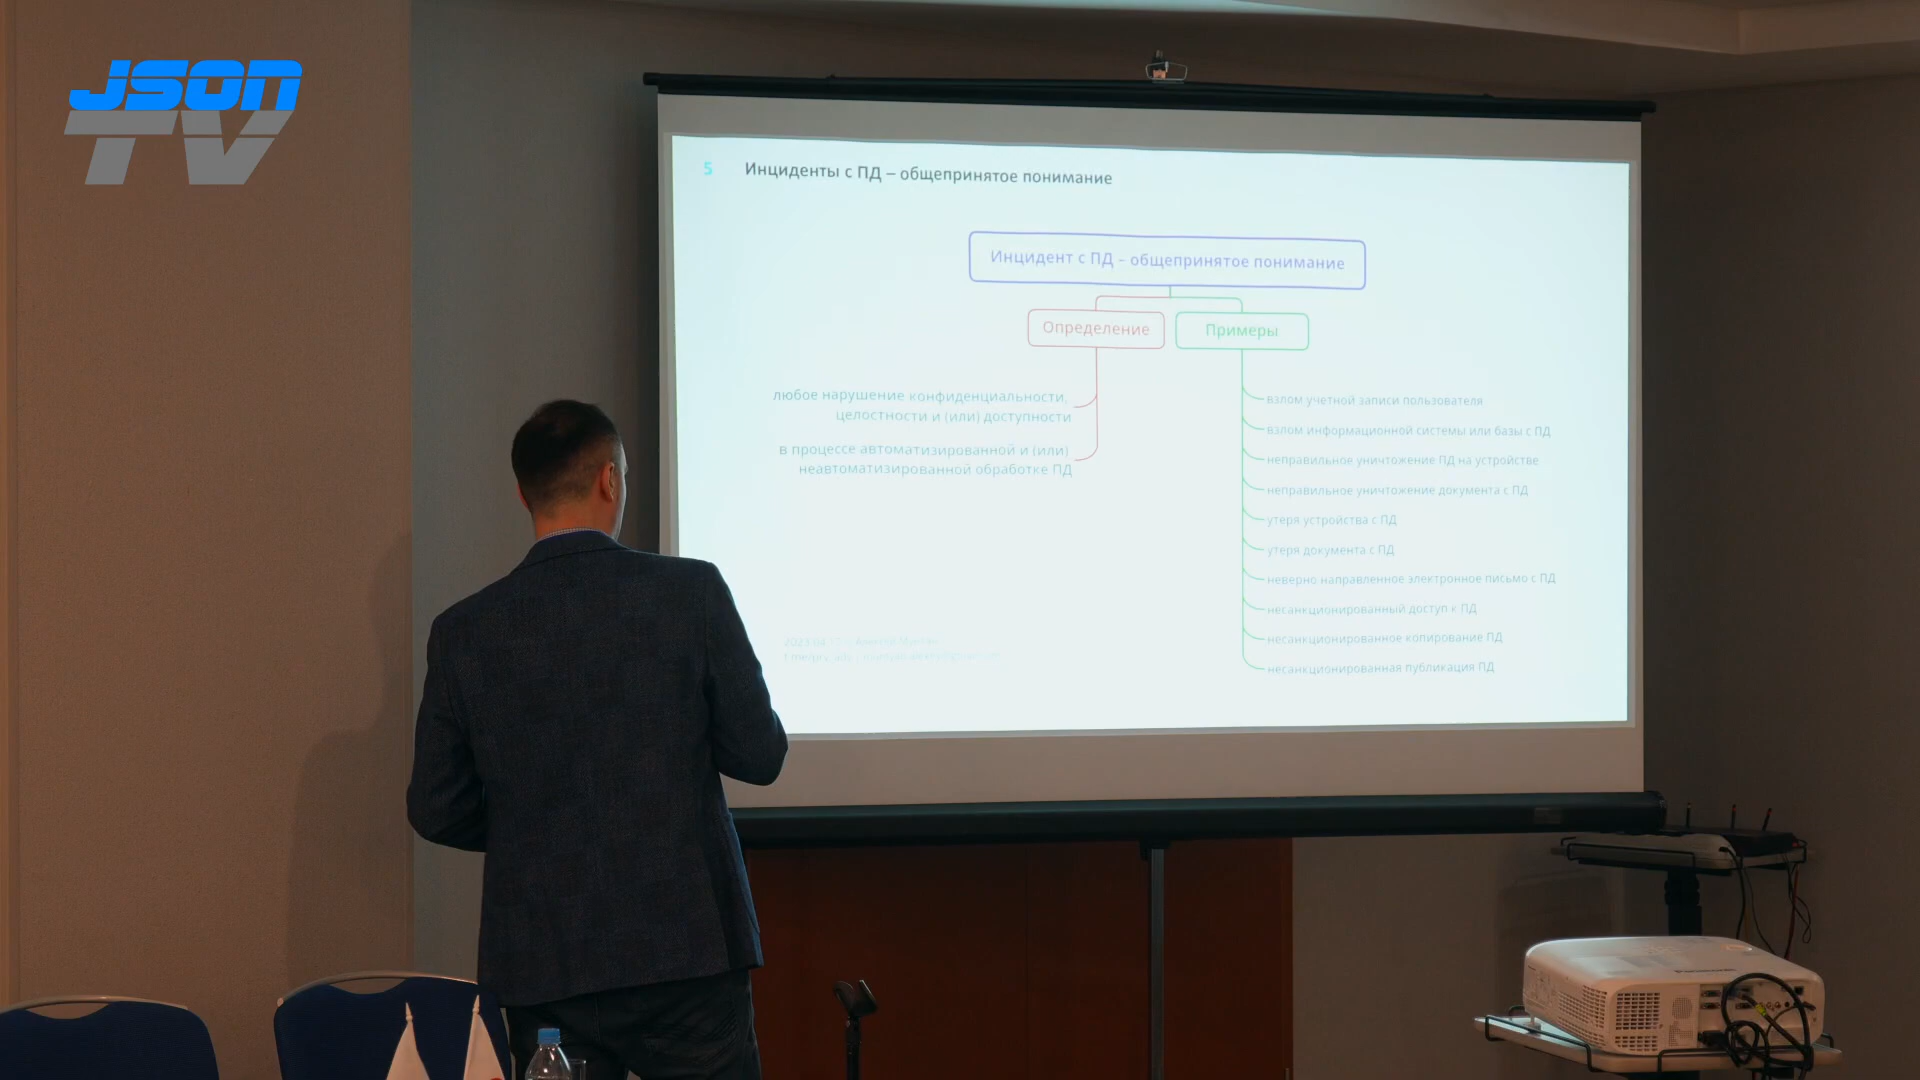 JSON
TV
5 Инциденты с ПД – общепринятое понимание
Инцидент с ПД – общепринятое понимание
Определение
Примеры
любое нарушение конфиденциальности,
целостности и (или) доступности
в процессе автоматизированной и (или)
неавтоматизированной обработке ПД
взлом учетной записи пользователя
взлом информационной системы или базы с ПД
неправильное уничтожение ПД на устройстве
неправильное уничтожение документа с ПД
утеря устройства с ПД
утеря документа с ПД
неверно направленное электронное письмо с ПД
несанкционированный доступ к ПД
несанкционированное копирование ПД
несанкционированная публикация ПД
Panasonic